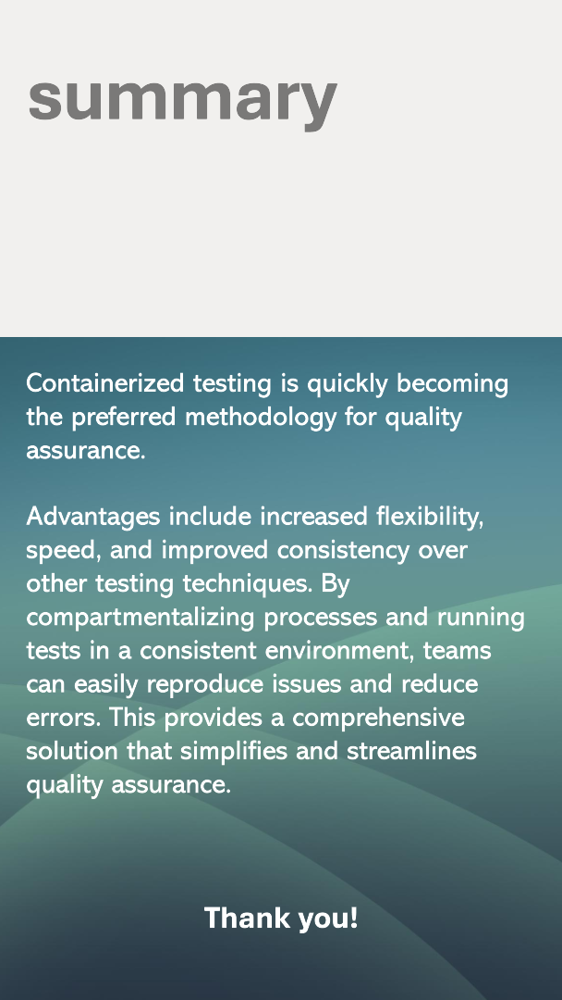 summary
Containerized testing is quickly becoming
the preferred methodology for quality
assurance.
Advantages include increased flexibility,
speed, and improved consistency over
other testing techniques. By
compartmentalizing processes and running
tests in a consistent environment, teams
can easily reproduce issues and reduce
errors. This provides a comprehensive
solution that simplifies and streamlines
quality assurance.
Thank you!